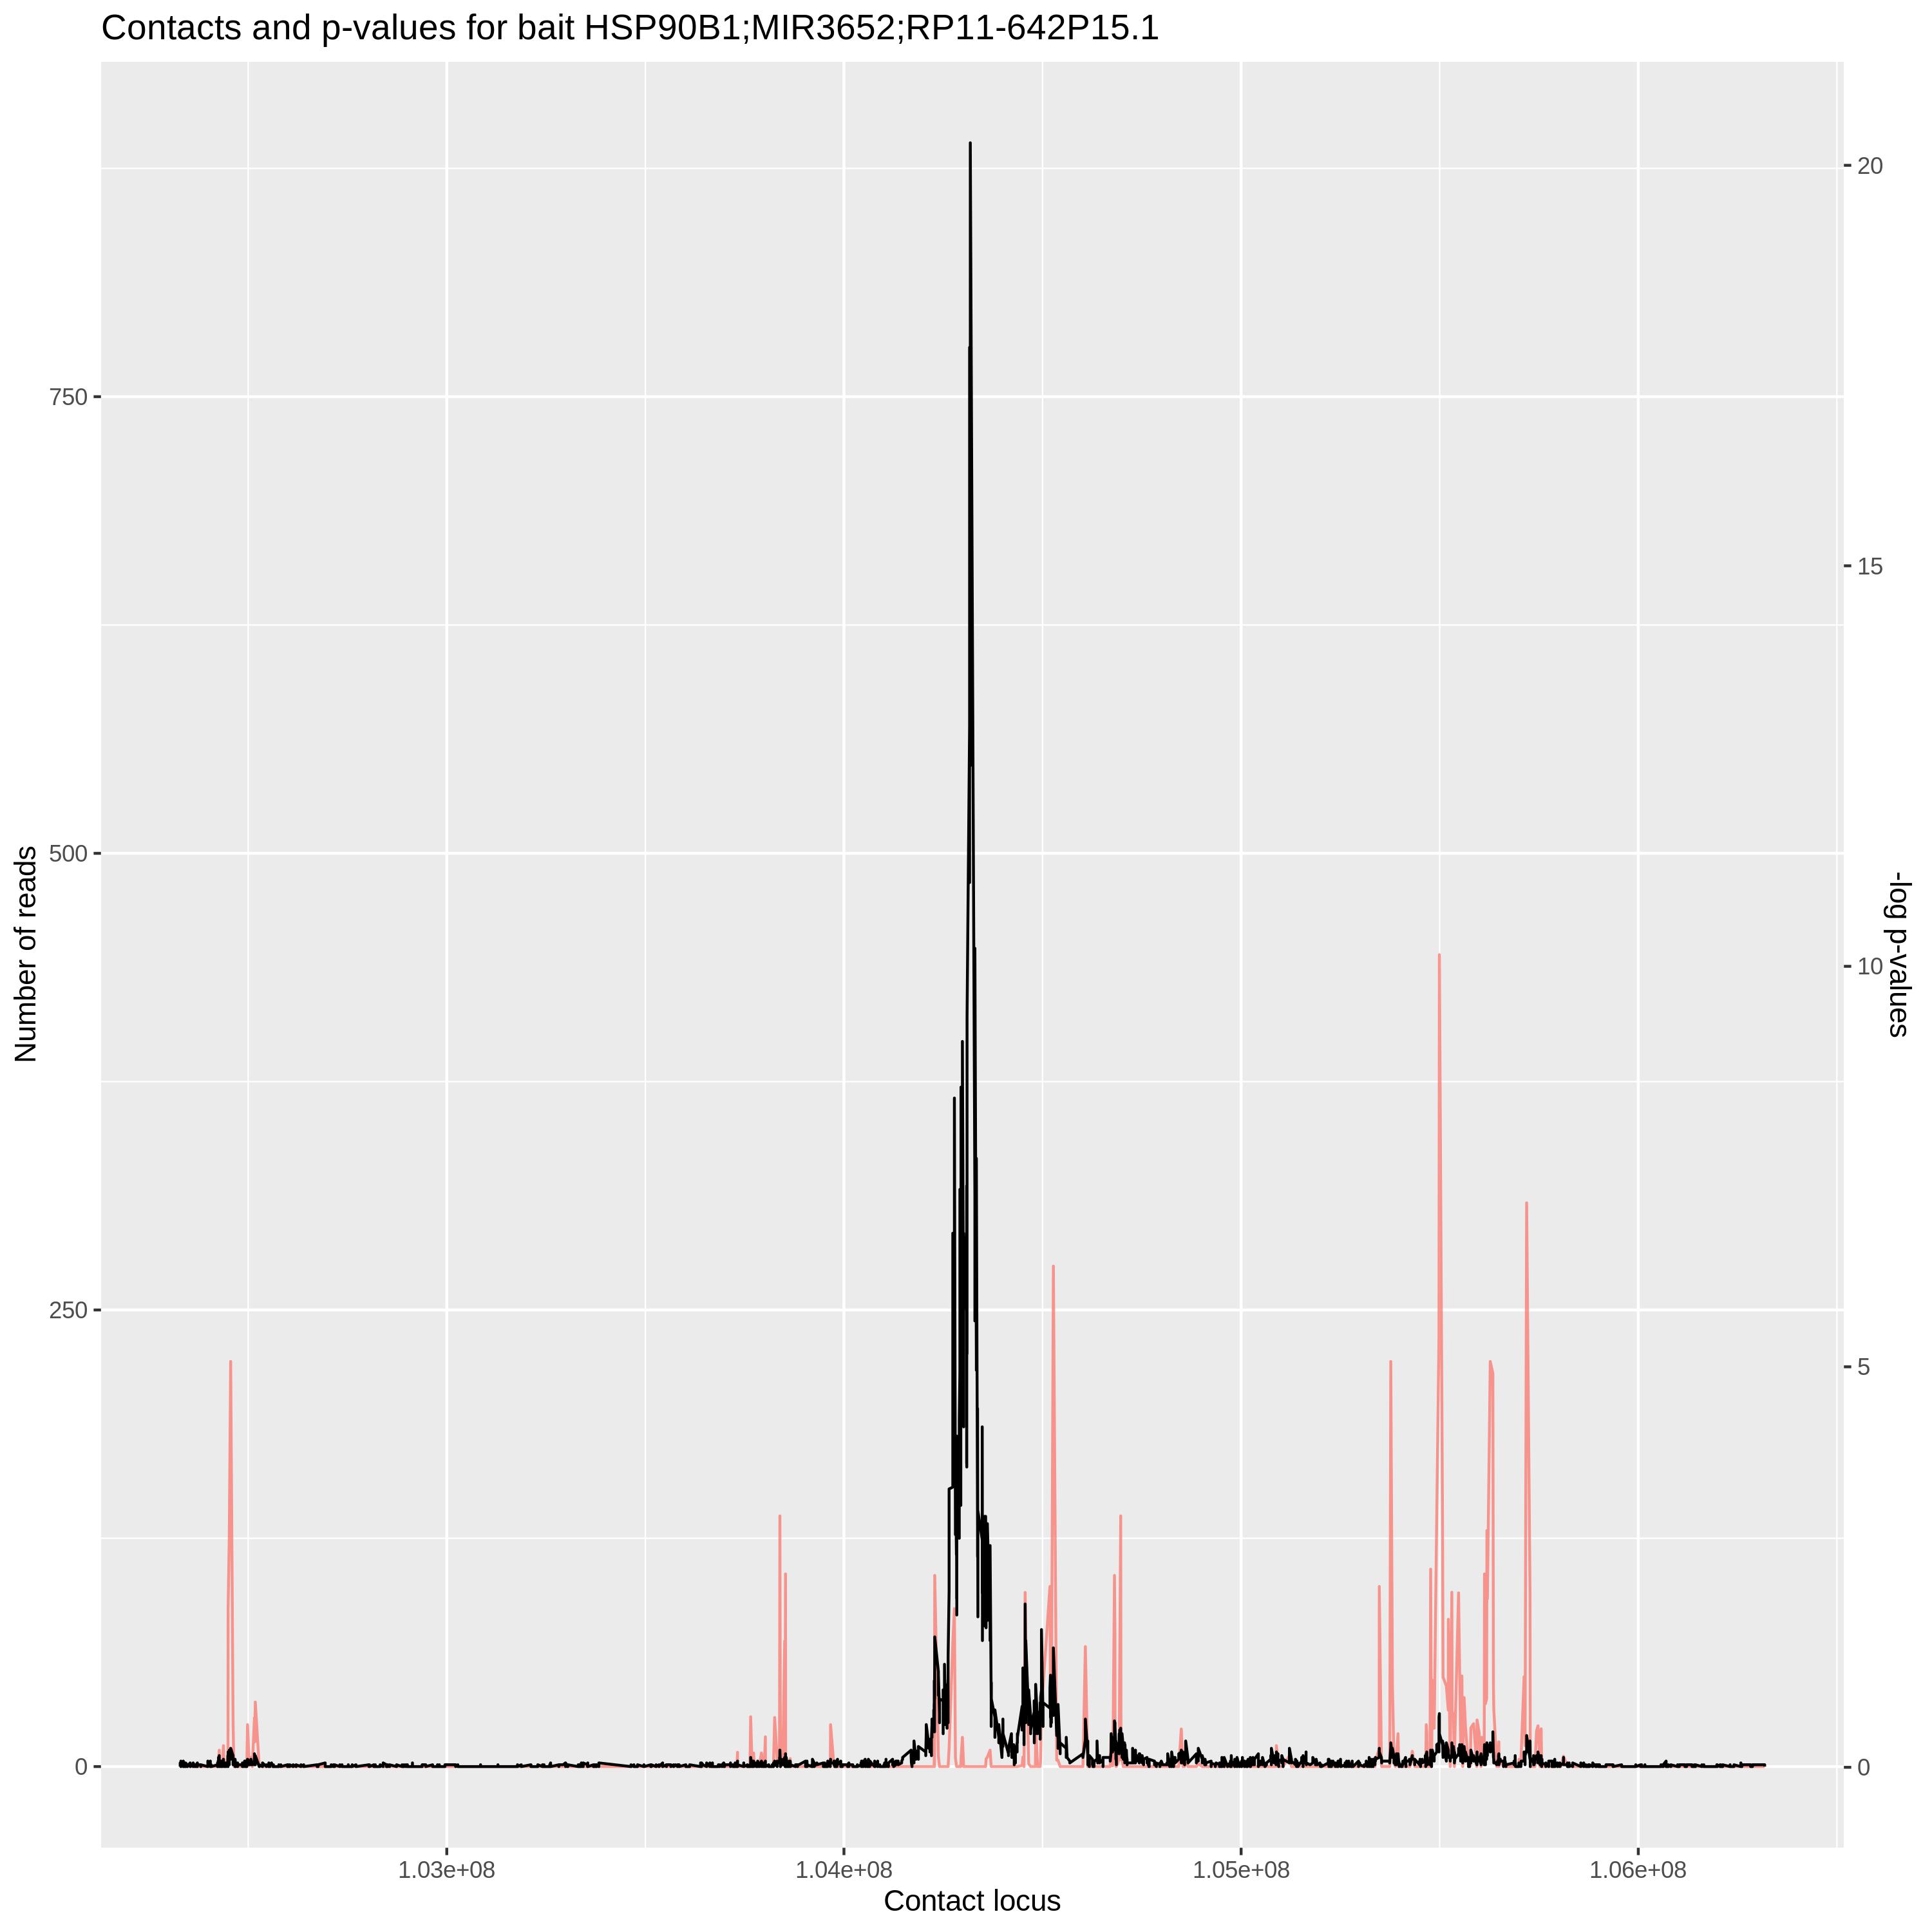 Contacts and p-values for bait HSP90B1;MIR3652;RP11-642P15.1
750
500
250
0
Number of reads
20
15
10
5
0
-log p-values
1.03e+08
1.04e+08
1.05e+08
1.06e+08
Contact locus